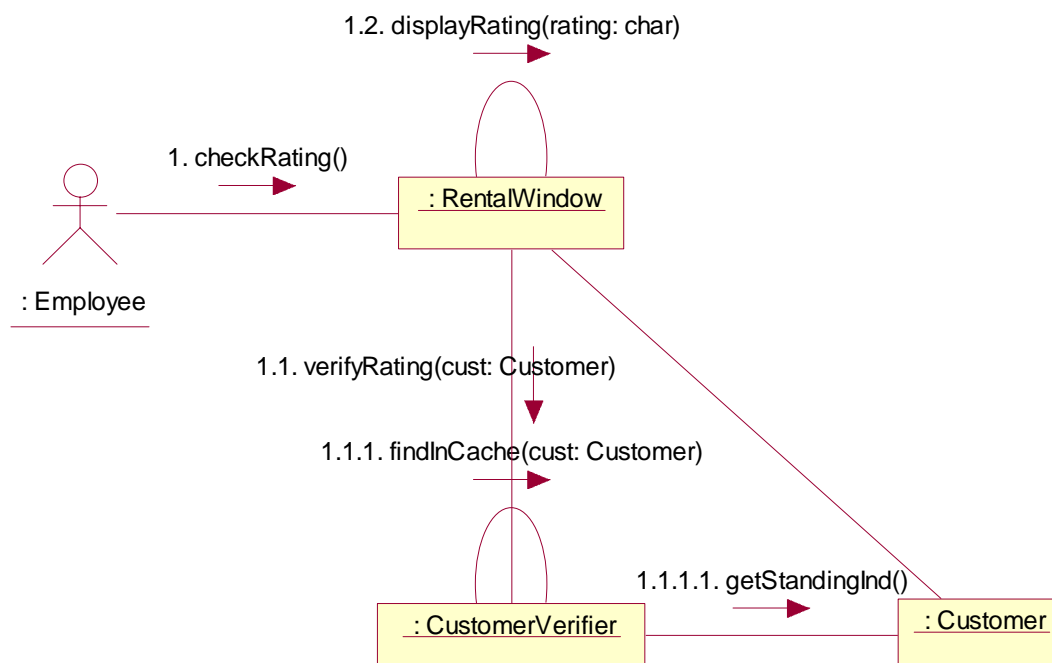 1.2. displayRating(rating: char)
1. checkRating()
: RentalWindow
: Employee
1.1. verifyRating(cust: Customer)
1.1.1. findInCache(cust: Customer)
1.1.1.1. getStandingInd()
: CustomerVerifier
: Customer